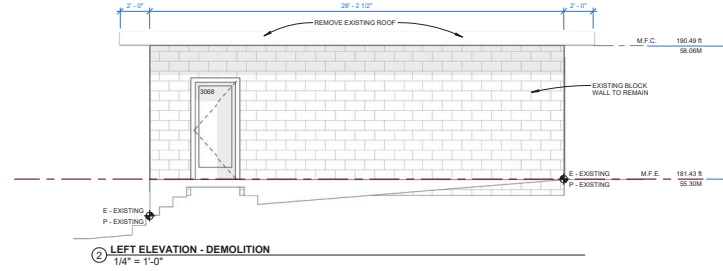 2' - 0"
28' - 2 1/2"
2' - 0"
REMOVE EXISTING ROOF
M.F.C. 190.49 ft
58.06M
3068
EXISTING BLOCK
WALL TO REMAIN
E - EXISTING
P - EXISTING
M.F.E. 181.43 ft
55.30M
E - EXISTING
P - EXISTING
2 LEFT ELEVATION - DEMOLITION
1/4" = 1'-0"